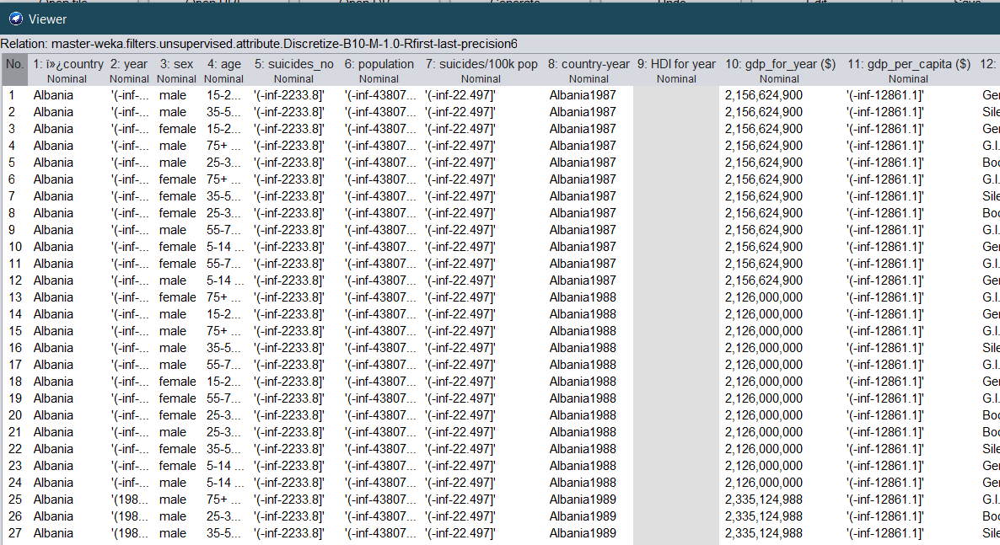 Viewer
Relation: master-weka.filters.unsupervised.attribute.Discretize-B10-M-1.0-Rfirst-last-precision6
No. 1: ï»¿country 2: year 3: sex 4: age 5: suicides_no 6: population 7: suicides/100k pop 8: country-year 9: HDI for year 10: gdp_for_year ($) 11: gdp_per_capita ($) 12:
Nominal Nominal Nominal Nominal Nominal Nominal Nominal Nominal Nominal Nominal Nominal
1 Albania '(-inf-... male 15-2... '(-inf-2233.8]' '(-inf-43807... '(-inf-22.497]' Albania1987 2,156,624,900 '(-inf-12861.1]' Ger
2 Albania '(-inf-... male 35-5... '(-inf-2233.8]' '(-inf-43807... '(-inf-22.497]' Albania1987 2,156,624,900 '(-inf-12861.1]' Sile
3 Albania '(-inf-... female 15-2... '(-inf-2233.8]' '(-inf-43807... '(-inf-22.497]' Albania1987 2,156,624,900 '(-inf-12861.1]' Ger
4 Albania '(-inf-... male 75+ ... '(-inf-2233.8]' '(-inf-43807... '(-inf-22.497]' Albania1987 2,156,624,900 '(-inf-12861.1]' G.I.
5 Albania '(-inf-... male 25-3... '(-inf-2233.8]' '(-inf-43807... '(-inf-22.497]' Albania1987 2,156,624,900 '(-inf-12861.1]' Boo
6 Albania '(-inf-... female 75+ ... '(-inf-2233.8]' '(-inf-43807... '(-inf-22.497]' Albania1987 2,156,624,900 '(-inf-12861.1]' G.I.
7 Albania '(-inf-... female 35-5... '(-inf-2233.8]' '(-inf-43807... '(-inf-22.497]' Albania1987 2,156,624,900 '(-inf-12861.1]' Sile
8 Albania '(-inf-... female 25-3... '(-inf-2233.8]' '(-inf-43807... '(-inf-22.497]' Albania1987 2,156,624,900 '(-inf-12861.1]' Boo
9 Albania '(-inf-... male 55-7... '(-inf-2233.8]' '(-inf-43807... '(-inf-22.497]' Albania1987 2,156,624,900 '(-inf-12861.1]' G.I.
10 Albania '(-inf-... female 5-14 ... '(-inf-2233.8]' '(-inf-43807... '(-inf-22.497]' Albania1987 2,156,624,900 '(-inf-12861.1]' Ger
11 Albania '(-inf-... female 55-7... '(-inf-2233.8]' '(-inf-43807... '(-inf-22.497]' Albania1987 2,156,624,900 '(-inf-12861.1]' G.I.
12 Albania '(-inf-... male 5-14 ... '(-inf-2233.8]' '(-inf-43807... '(-inf-22.497]' Albania1987 2,156,624,900 '(-inf-12861.1]' Ger
13 Albania '(-inf-... female 75+ ... '(-inf-2233.8]' '(-inf-43807... '(-inf-22.497]' Albania1988 2,126,000,000 '(-inf-12861.1]' G.I.
14 Albania '(-inf-... male 15-2... '(-inf-2233.8]' '(-inf-43807... '(-inf-22.497]' Albania1988 2,126,000,000 '(-inf-12861.1]' Ger
15 Albania '(-inf-... male 75+ ... '(-inf-2233.8]' '(-inf-43807... '(-inf-22.497]' Albania1988 2,126,000,000 '(-inf-12861.1]' G.I.
16 Albania '(-inf-... male 35-5... '(-inf-2233.8]' '(-inf-43807... '(-inf-22.497]' Albania1988 2,126,000,000 '(-inf-12861.1]' Sile
17 Albania '(-inf-... male 55-7... '(-inf-2233.8]' '(-inf-43807... '(-inf-22.497]' Albania1988 2,126,000,000 '(-inf-12861.1]' G.I.
18 Albania '(-inf-... female 15-2... '(-inf-2233.8]' '(-inf-43807... '(-inf-22.497]' Albania1988 2,126,000,000 '(-inf-12861.1]' Ger
19 Albania '(-inf-... female 55-7... '(-inf-2233.8]' '(-inf-43807... '(-inf-22.497]' Albania1988 2,126,000,000 '(-inf-12861.1]' G.I.
20 Albania '(-inf-... female 25-3... '(-inf-2233.8]' '(-inf-43807... '(-inf-22.497]' Albania1988 2,126,000,000 '(-inf-12861.1]' Boo
21 Albania '(-inf-... male 25-3... '(-inf-2233.8]' '(-inf-43807... '(-inf-22.497]' Albania1988 2,126,000,000 '(-inf-12861.1]' Boo
22 Albania '(-inf-... female 35-5... '(-inf-2233.8]' '(-inf-43807... '(-inf-22.497]' Albania1988 2,126,000,000 '(-inf-12861.1]' Sile
23 Albania '(-inf-... female 5-14 ... '(-inf-2233.8]' '(-inf-43807... '(-inf-22.497]' Albania1988 2,126,000,000 '(-inf-12861.1]' Ger
24 Albania '(-inf-... male 5-14 ... '(-inf-2233.8]' '(-inf-43807... '(-inf-22.497]' Albania1988 2,126,000,000 '(-inf-12861.1]' Ger
25 Albania '(198... male 75+ ... '(-inf-2233.8]' '(-inf-43807... '(-inf-22.497]' Albania1989 2,335,124,988 '(-inf-12861.1]' G.I.
26 Albania '(198... male 25-3... '(-inf-2233.8]' '(-inf-43807... '(-inf-22.497]' Albania1989 2,335,124,988 '(-inf-12861.1]' Boo
27 Albania '(198... male 35-5... '(-inf-2233.8]' '(-inf-43807... '(-inf-22.497]' Albania1989 2,335,124,988 '(-inf-12861.1]' Sile